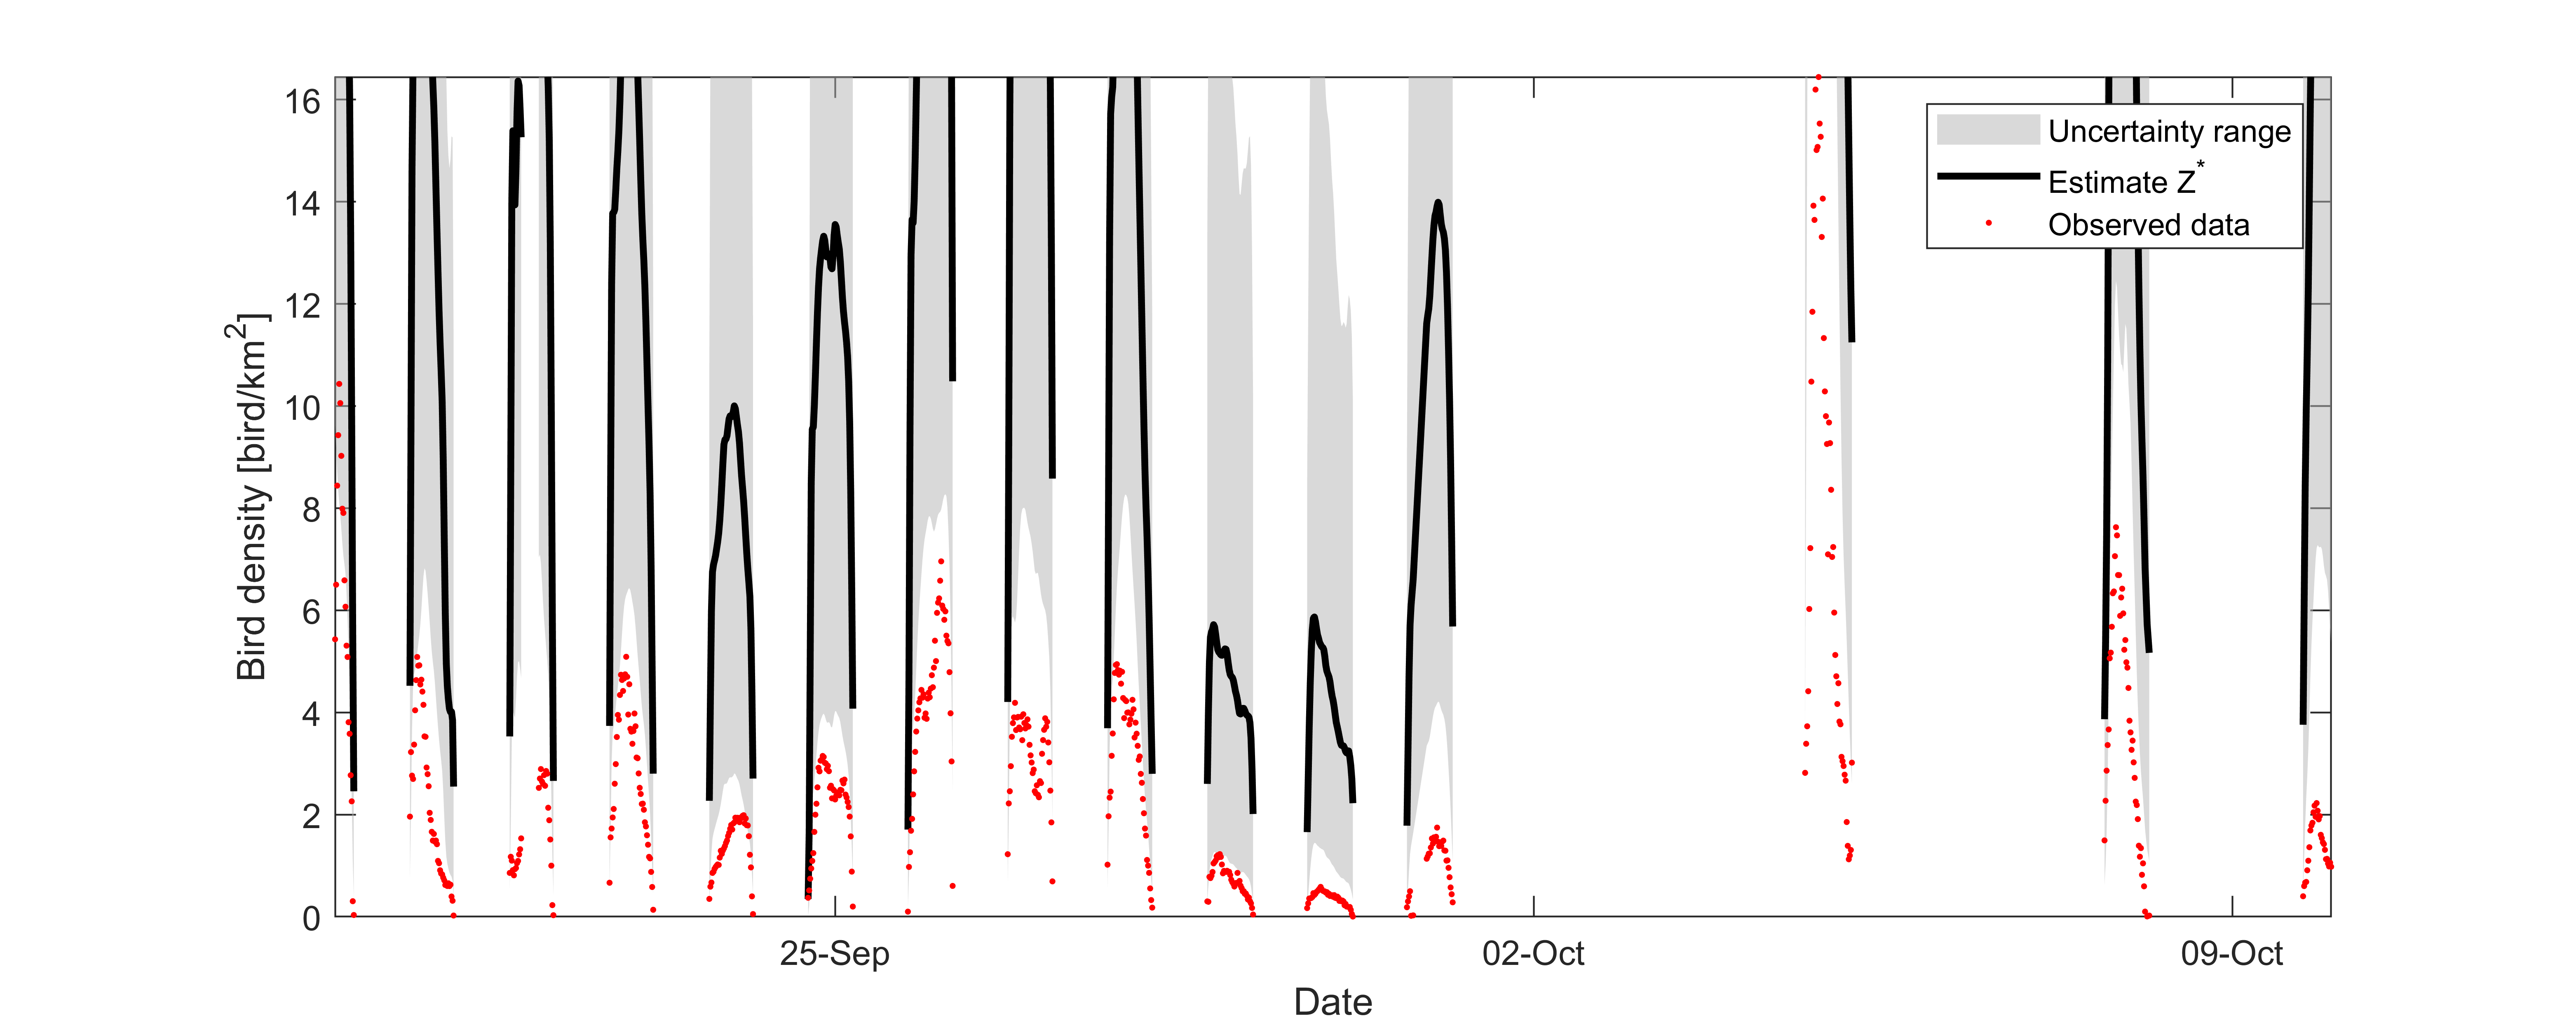 16
14
12
10
8
6
4
2
0
Bird density [bird/km²]
25-Sep
02-Oct
09-Oct
Date
Uncertainty range
Estimate Z*
Observed data